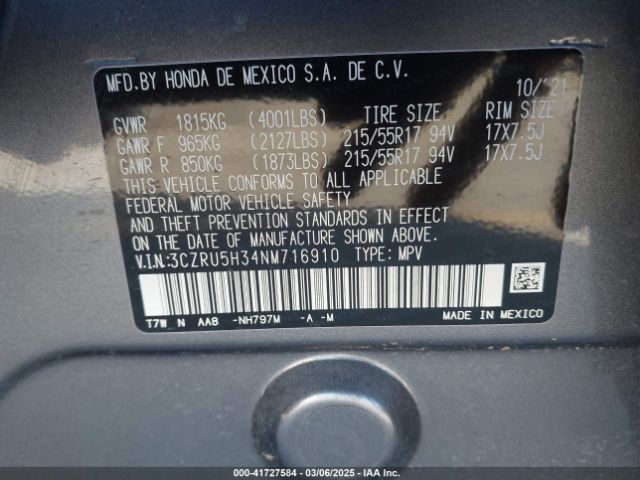 MFD.BY HONDA DE MEXICO S.A. DE C.V.
10/'21
GVWR 1815KG (4001LBS) TIRE SIZE RIM SIZE
GAWR F 965KG (2127LBS) 215/55R17 94V 17X7.5J
GAWR R 850KG (1873LBS) 215/55R17 94V 17X7.5J
THIS VEHICLE CONFORMS TO ALL APPLICABLE
FEDERAL MOTOR VEHICLE SAFETY
AND THEFT PREVENTION STANDARDS IN EFFECT
ON THE DATE OF MANUFACTURE SHOWN ABOVE.
V.I.N:3CZRU5H34NM716910 TYPE: MPV
T7W_N AA8 -NH797M -A -M MADE IN MEXICO
000-41727584 | 03/06/2025 - IAA Inc.